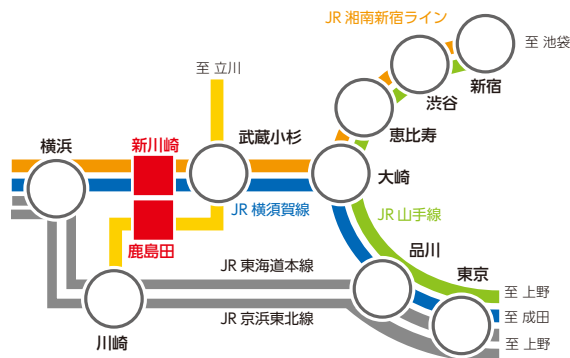 JR 湘南新宿ライン
至 池袋
新宿
渋谷
恵比寿
至 立川
武蔵小杉
新川崎
横浜
大崎
JR 横須賀線
JR 山手線
鹿島田
品川
東京
JR 東海道本線
至 上野
至 成田
JR 京浜東北線
至 上野
川崎